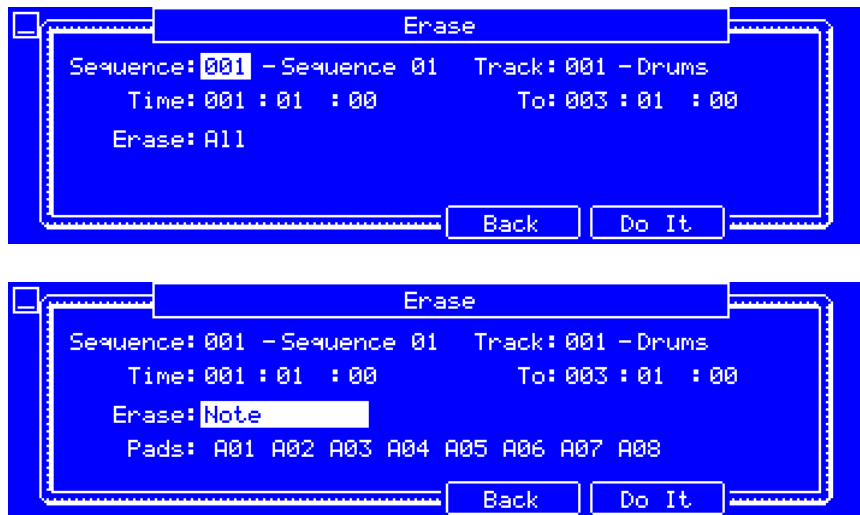 Erase
Sequence:001 -Sequence 01 Track:001 -Drums
Time:001:01 :00 To:003:01 :00
Erase:All
Back Do It
Erase
Sequence:001 -Sequence 01 Track:001 -Drums
Time:001:01 :00 To:003:01 :00
Erase:Note
Pads: A01 A02 A03 A04 A05 A06 A07 A08
Back Do It